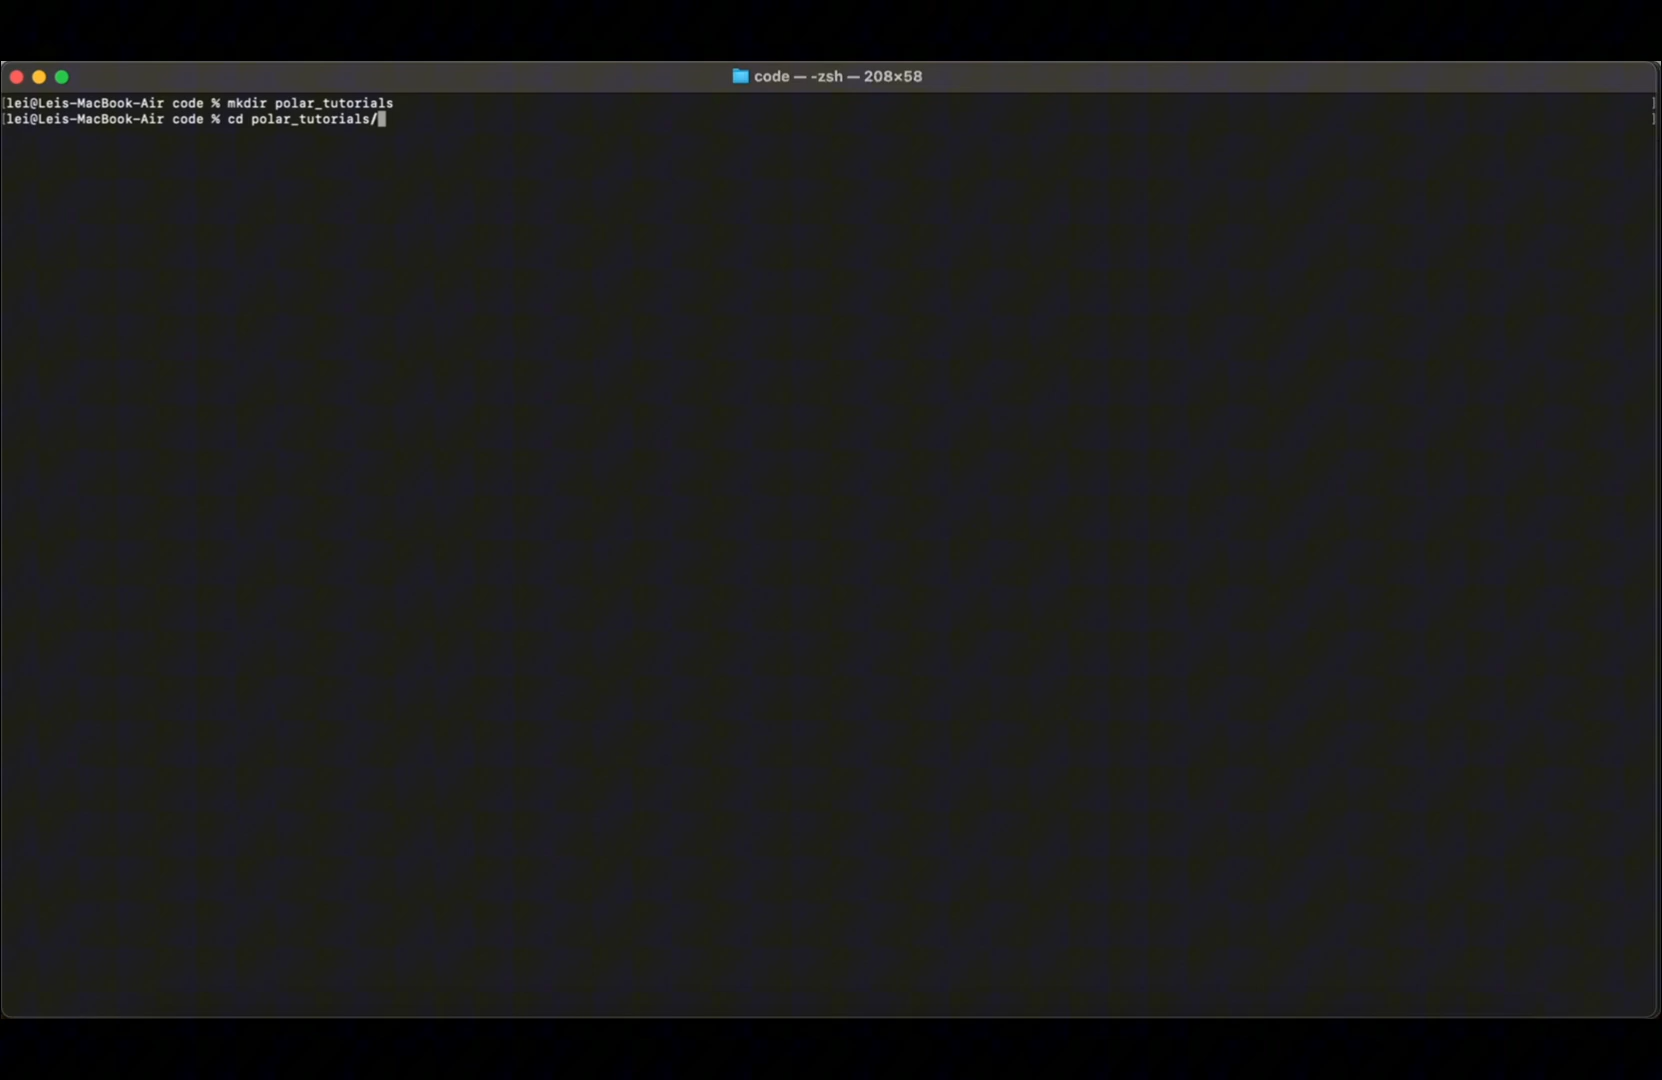 code — -zsh — 208×58
[lei@Leis-MacBook-Air code % mkdir polar_tutorials ]
[lei@Leis-MacBook-Air code % cd polar_tutorials/ ]